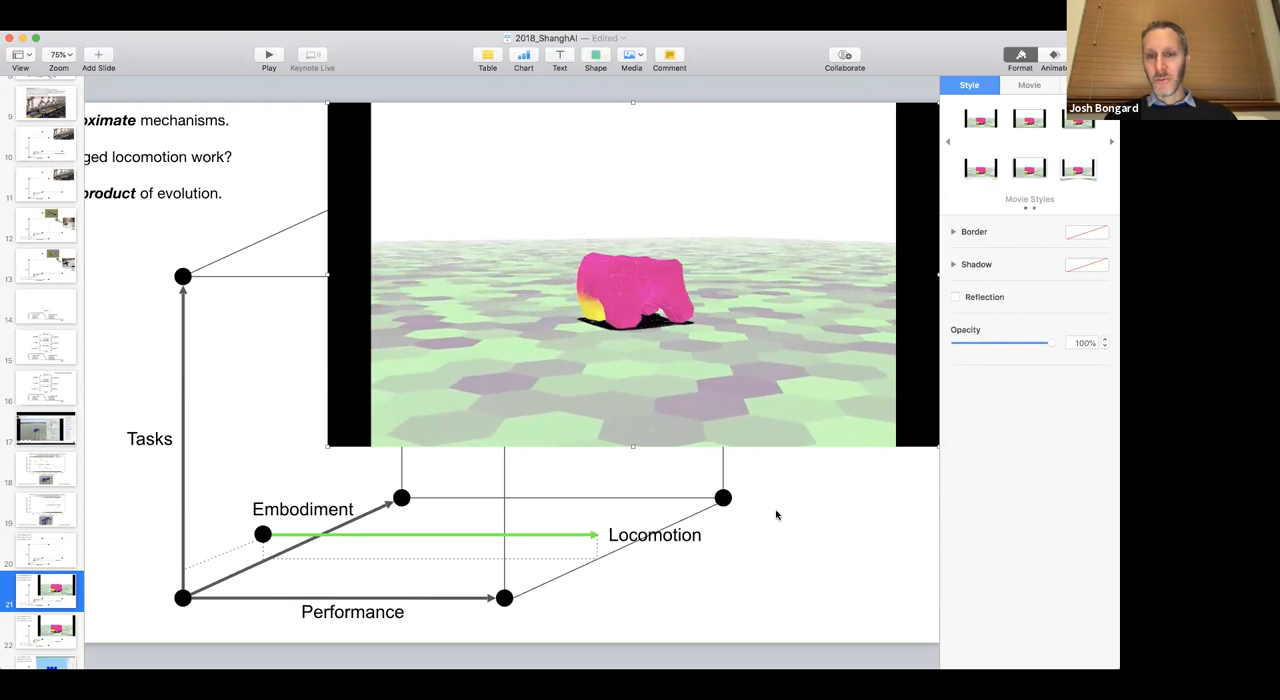 2018_ShanghAI — Edited
75%
View
Zoom
Add Slide
Play
Keynote Live
Table
Chart
Text
Shape
Media
Comment
Collaborate
Format
Animate
Josh Bongard
Style
Movie
Movie Styles
Border
Shadow
Reflection
Opacity
100%
9
10
11
12
13
14
15
16
17
18
19
20
21
22
oximate mechanisms.
ged locomotion work?
product of evolution.
Tasks
Embodiment
Locomotion
Performance